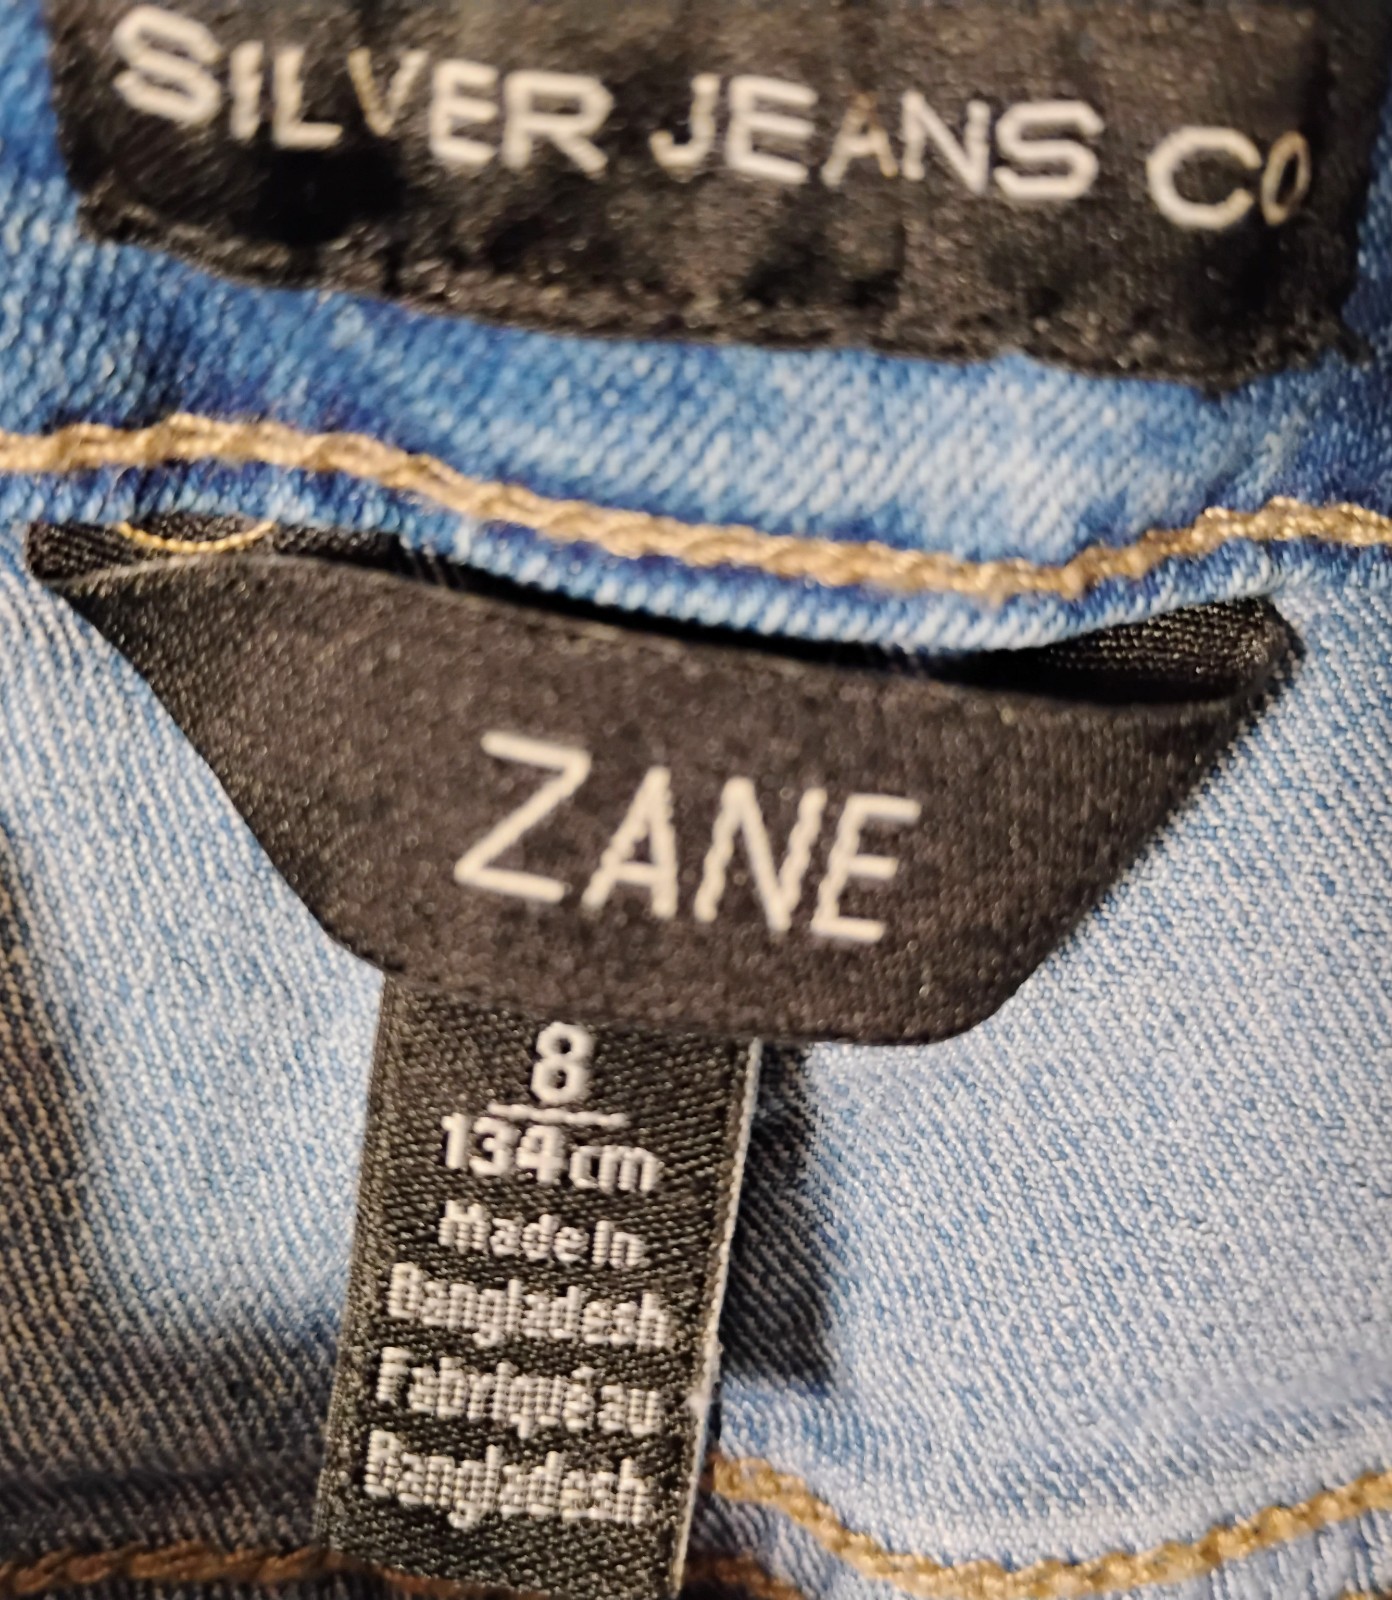 SILVER JEANS CO
ZANE
8
134cm
Made In
Bangladesh
Fabriqué au
Bangladesh